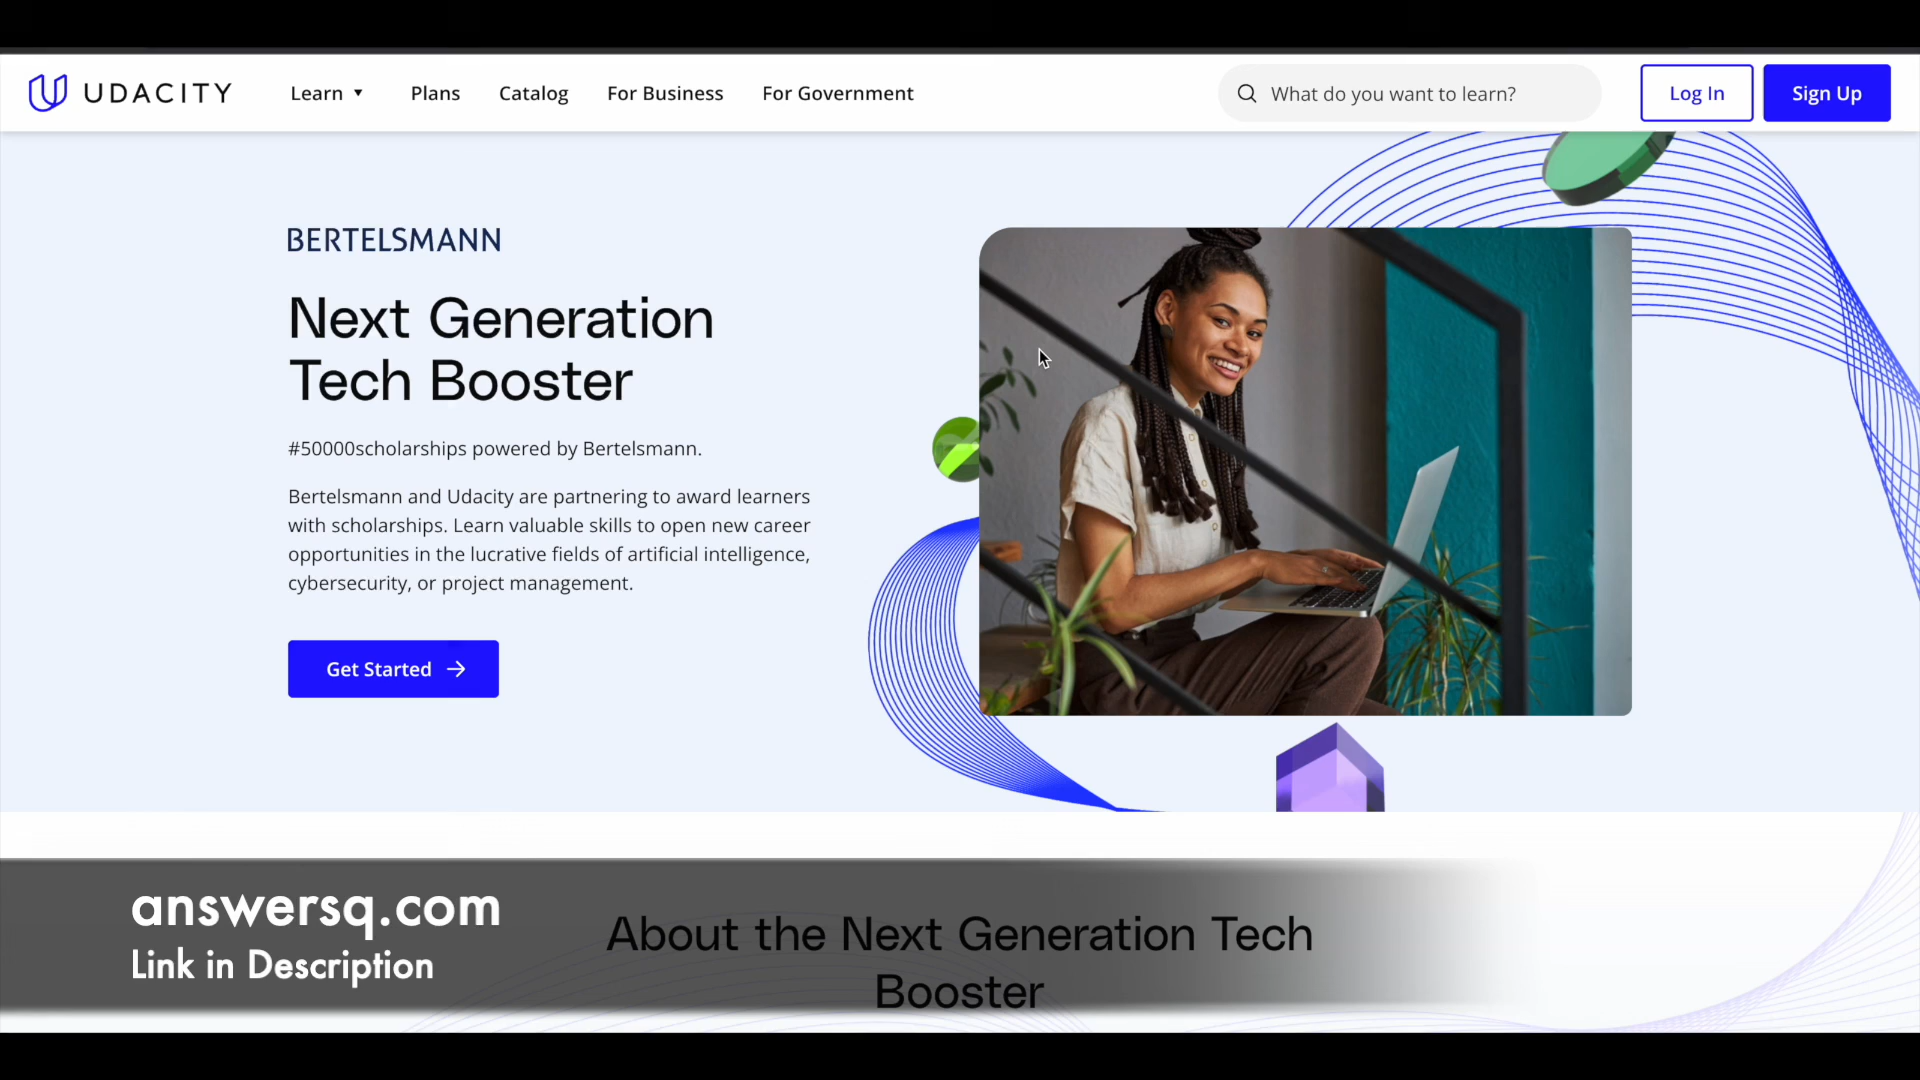 UDACITY
Learn
Plans
Catalog
For Business
For Government
What do you want to learn?
Log In
Sign Up
BERTELSMANN
Next Generation
Tech Booster
#50000scholarships powered by Bertelsmann.
Bertelsmann and Udacity are partnering to award learners
with scholarships. Learn valuable skills to open new career
opportunities in the lucrative fields of artificial intelligence,
cybersecurity, or project management.
Get Started
answersq.com
Link in Description
About the Next Generation Tech
Booster